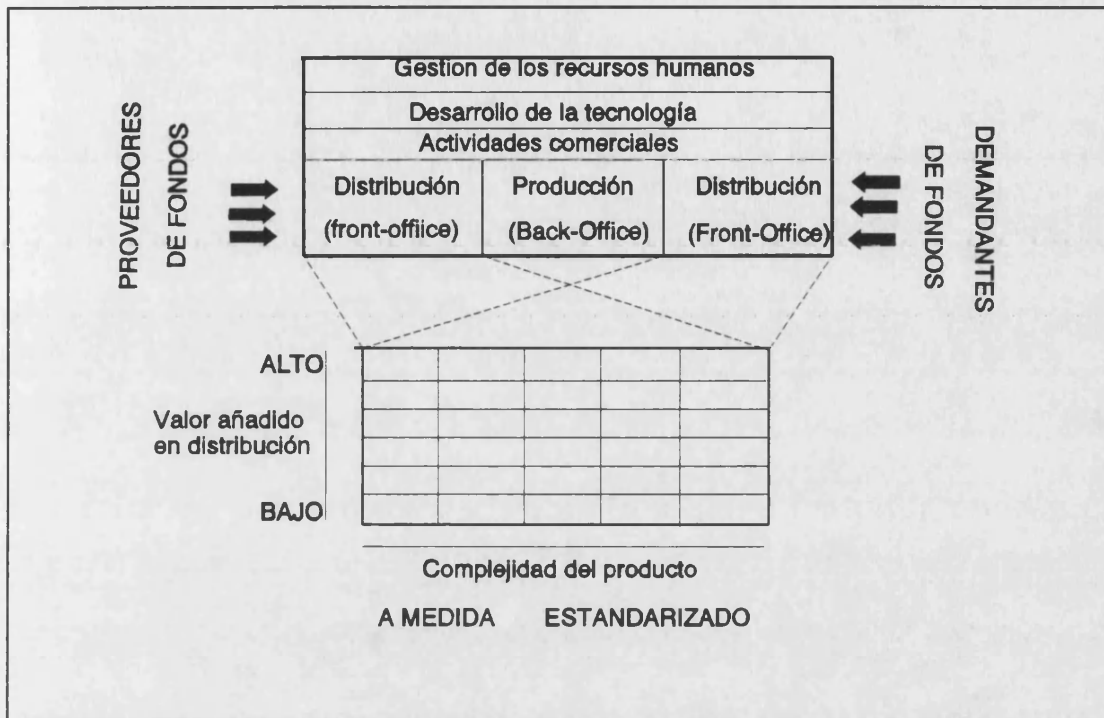 Gestion de los recursos humanos
Desarrollo de la tecnología
Actividades comerciales
PROVEEDORES
DE FONDOS
Distribución
(front-offiice)
Producción
(Back-Office)
Distribución
(Front-Office)
DEMANDANTES
DE FONDOS
ALTO
Valor añadido
en distribución
BAJO
Complejidad del producto
A MEDIDA ESTANDARIZADO